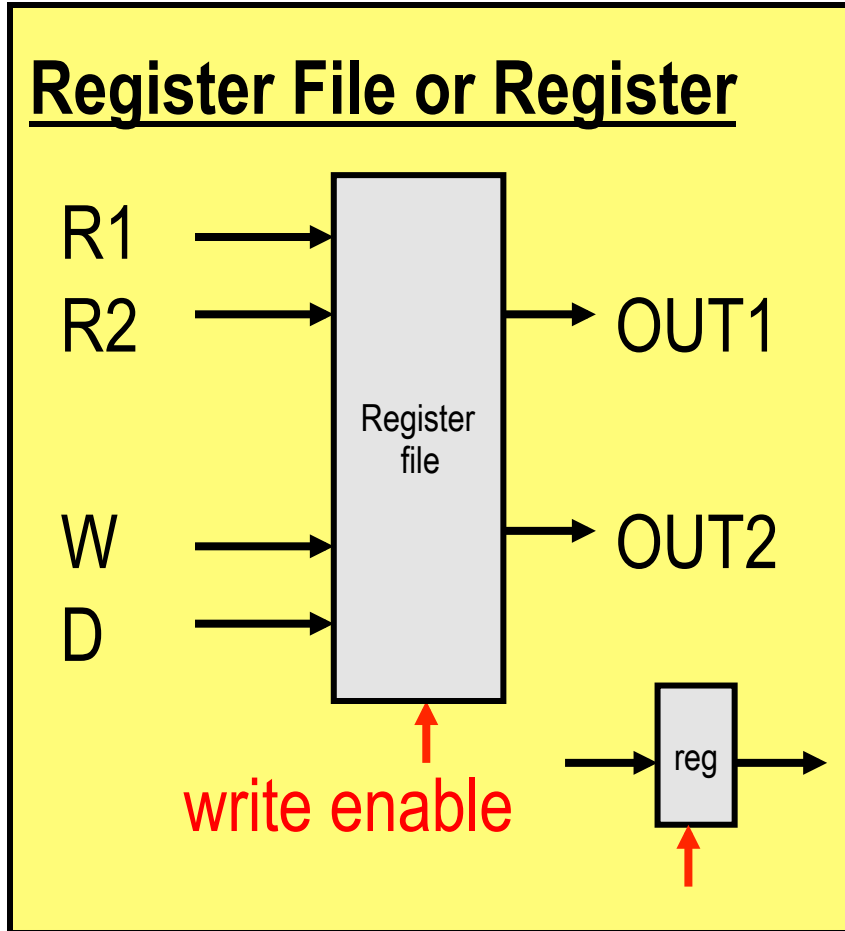 Register File or Register
R1
R2
OUT1
Register
file
W
OUT2
D
reg
write enable